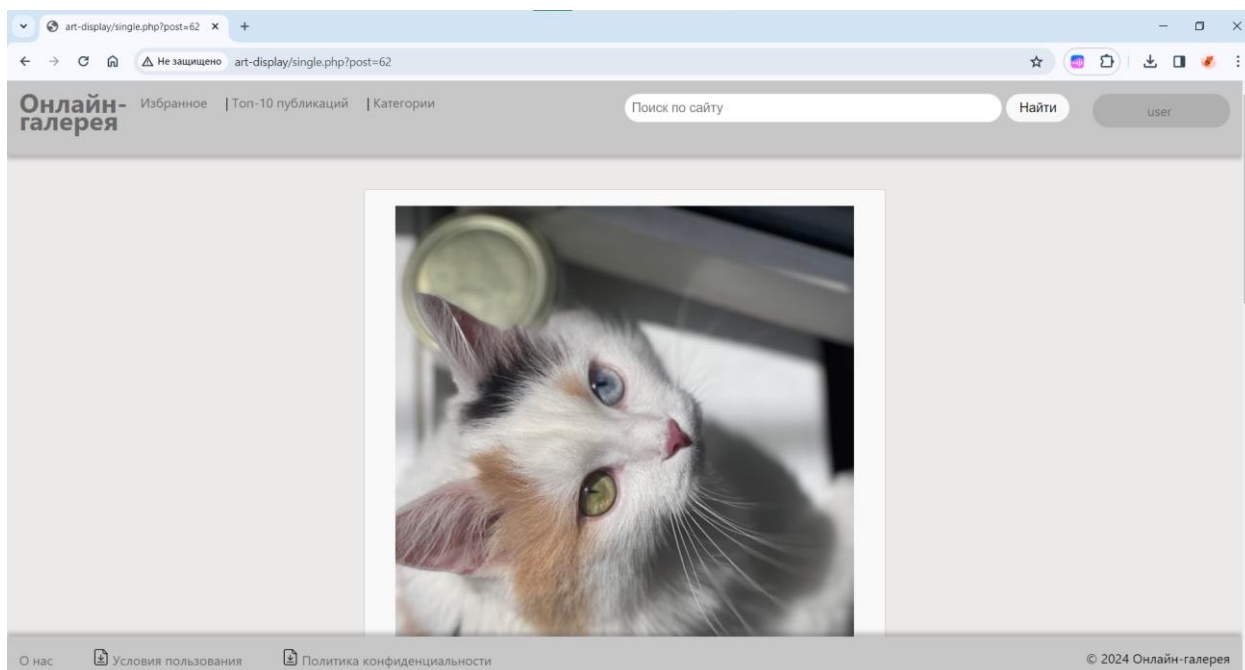 art-display/single.php?post=62
Не защищено art-display/single.php?post=62
Онлайн-
галерея
Избранное | Топ-10 публикаций | Категории
Поиск по сайту
Найти
user
О нас Условия пользования Политика конфиденциальности
© 2024 Онлайн-галерея